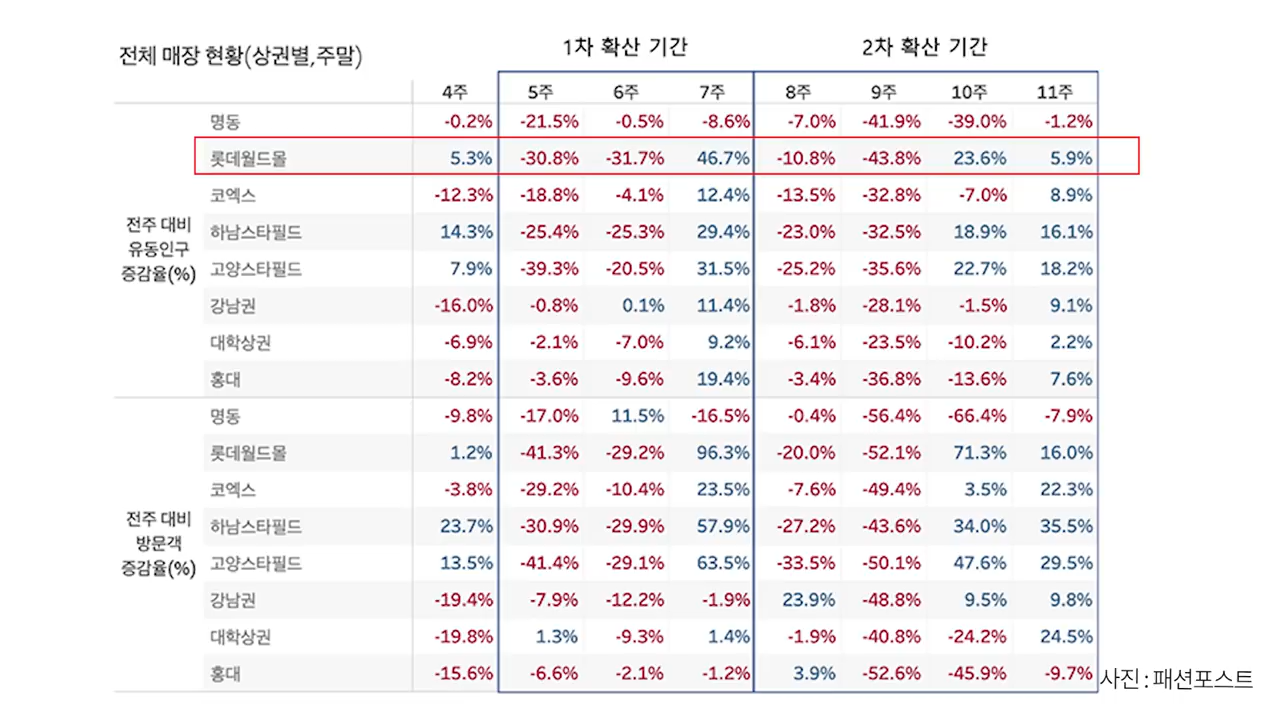 전체 매장 현황(상권별,주말)
1차 확산 기간
2차 확산 기간
4주 5주 6주 7주 8주 9주 10주 11주
전주 대비
유동인구
증감율(%)
명동 -0.2% -21.5% -0.5% -8.6% -7.0% -41.9% -39.0% -1.2%
롯데월드몰 5.3% -30.8% -31.7% 46.7% -10.8% -43.8% 23.6% 5.9%
코엑스 -12.3% -18.8% -4.1% 12.4% -13.5% -32.8% -7.0% 8.9%
하남스타필드 14.3% -25.4% -25.3% 29.4% -23.0% -32.5% 18.9% 16.1%
고양스타필드 7.9% -39.3% -20.5% 31.5% -25.2% -35.6% 22.7% 18.2%
강남권 -16.0% -0.8% 0.1% 11.4% -1.8% -28.1% -1.5% 9.1%
대학상권 -6.9% -2.1% -7.0% 9.2% -6.1% -23.5% -10.2% 2.2%
홍대 -8.2% -3.6% -9.6% 19.4% -3.4% -36.8% -13.6% 7.6%
전주 대비
방문객
증감율(%)
명동 -9.8% -17.0% 11.5% -16.5% -0.4% -56.4% -66.4% -7.9%
롯데월드몰 1.2% -41.3% -29.2% 96.3% -20.0% -52.1% 71.3% 16.0%
코엑스 -3.8% -29.2% -10.4% 23.5% -7.6% -49.4% 3.5% 22.3%
하남스타필드 23.7% -30.9% -29.9% 57.9% -27.2% -43.6% 34.0% 35.5%
고양스타필드 13.5% -41.4% -29.1% 63.5% -33.5% -50.1% 47.6% 29.5%
강남권 -19.4% -7.9% -12.2% -1.9% 23.9% -48.8% 9.5% 9.8%
대학상권 -19.8% 1.3% -9.3% 1.4% -1.9% -40.8% -24.2% 24.5%
홍대 -15.6% -6.6% -2.1% -1.2% 3.9% -52.6% -45.9% -9.7%
사진 : 패션포스트